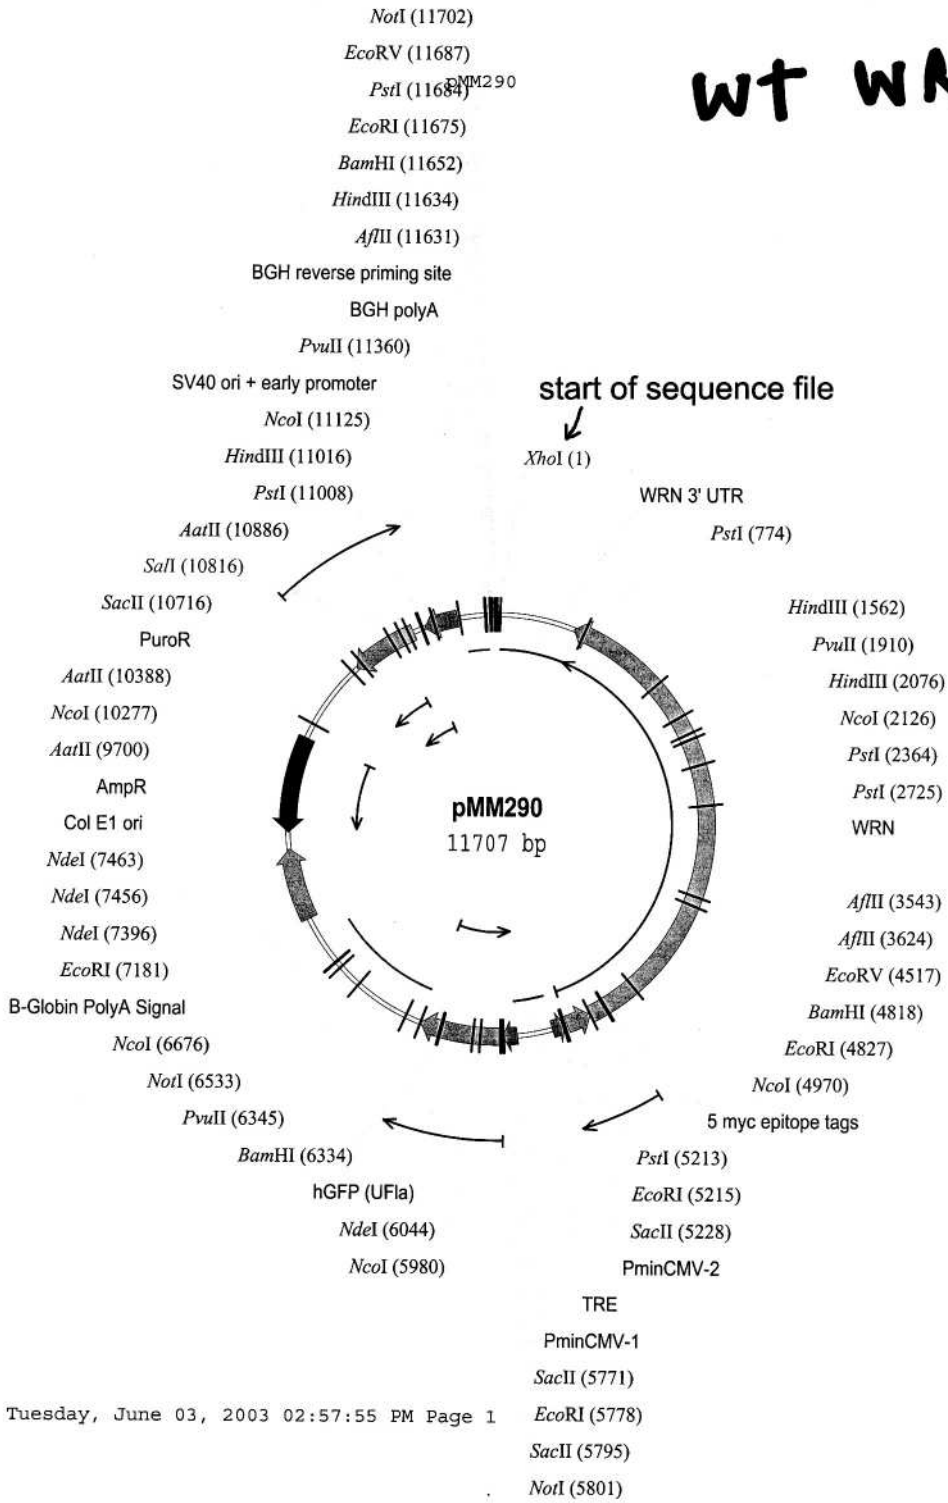 NotI (11702)
EcoRV (11687)
PstI (11684)
pMM290
EcoRI (11675)
BamHI (11652)
HindIII (11634)
AflII (11631)
BGH reverse priming site
BGH polyA
PvuII (11360)
SV40 ori + early promoter
NcoI (11125)
HindIII (11016)
PstI (11008)
AatII (10886)
SalI (10816)
SacII (10716)
PuroR
AatII (10388)
NcoI (10277)
AatII (9700)
AmpR
Col E1 ori
NdeI (7463)
NdeI (7456)
NdeI (7396)
EcoRI (7181)
B-Globin PolyA Signal
NcoI (6676)
NotI (6533)
PvuII (6345)
BamHI (6334)
hGFP (UFIa)
NdeI (6044)
NcoI (5980)
wt
start of sequence file
XhoI (1)
WRN 3' UTR
PstI (774)
HindIII (1562)
PvuII (1910)
HindIII (2076)
NcoI (2126)
PstI (2364)
PstI (2725)
WRN
AflII (3543)
AflII (3624)
EcoRV (4517)
BamHI (4818)
EcoRI (4827)
NcoI (4970)
5 myc epitope tags
PstI (5213)
EcoRI (5215)
SacII (5228)
PminCMV-2
TRE
PminCMV-1
SacII (5771)
EcoRI (5778)
SacII (5795)
NotI (5801)
pMM290
11707 bp
Tuesday, June 03, 2003 02:57:55 PM Page 1